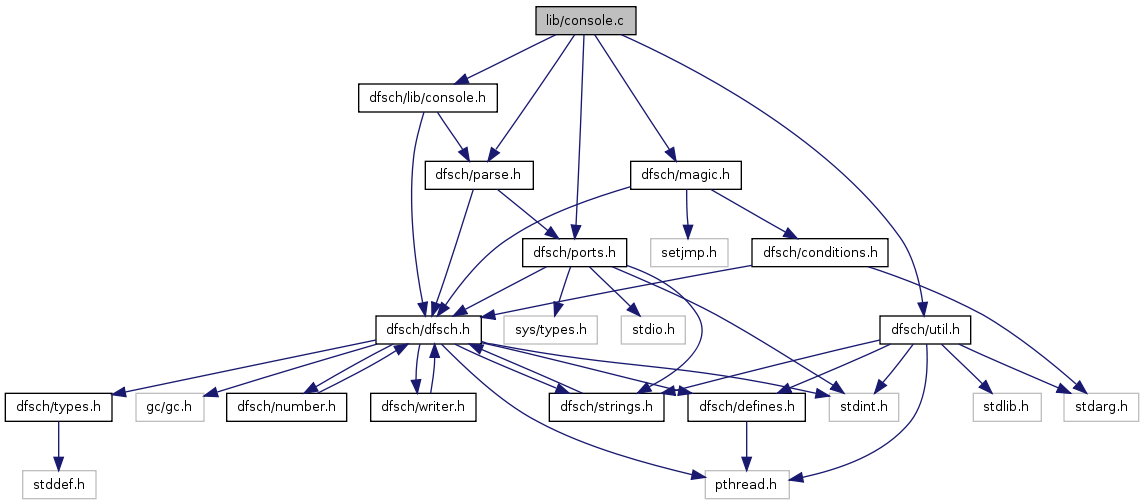 lib/console.c
dfsch/lib/console.h
dfsch/parse.h
dfsch/magic.h
dfsch/ports.h
setjmp.h
dfsch/conditions.h
dfsch/dfsch.h
sys/types.h
stdio.h
dfsch/util.h
dfsch/types.h
gc/gc.h
dfsch/number.h
dfsch/writer.h
dfsch/strings.h
dfsch/defines.h
stdint.h
stdlib.h
stdarg.h
stddef.h
pthread.h